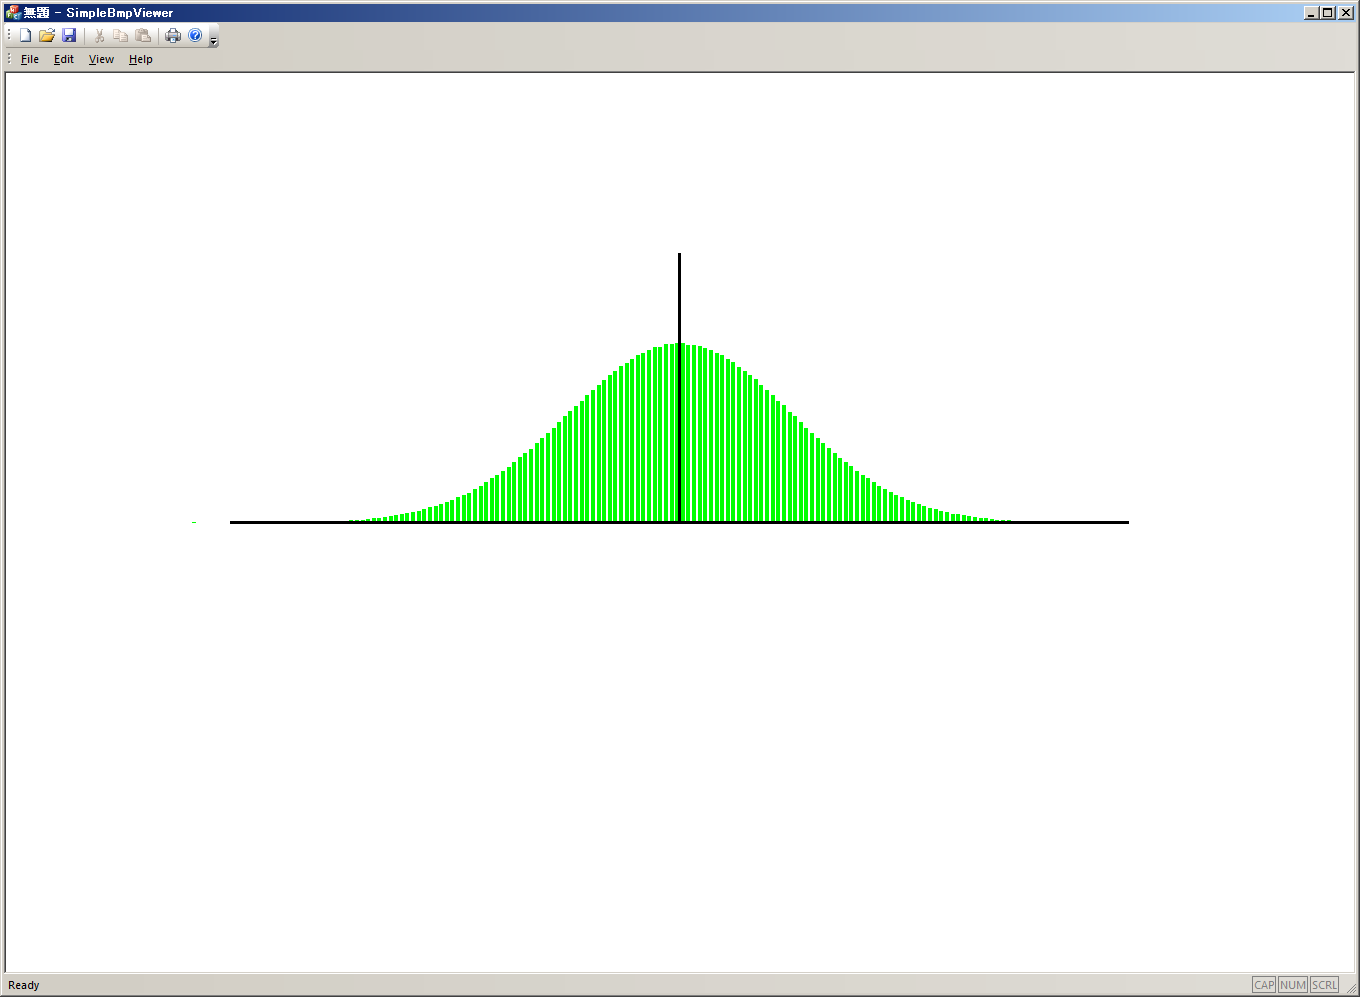 無題 - SimpleBmpViewer
File Edit View Help
Ready
CAP NUM SCRL